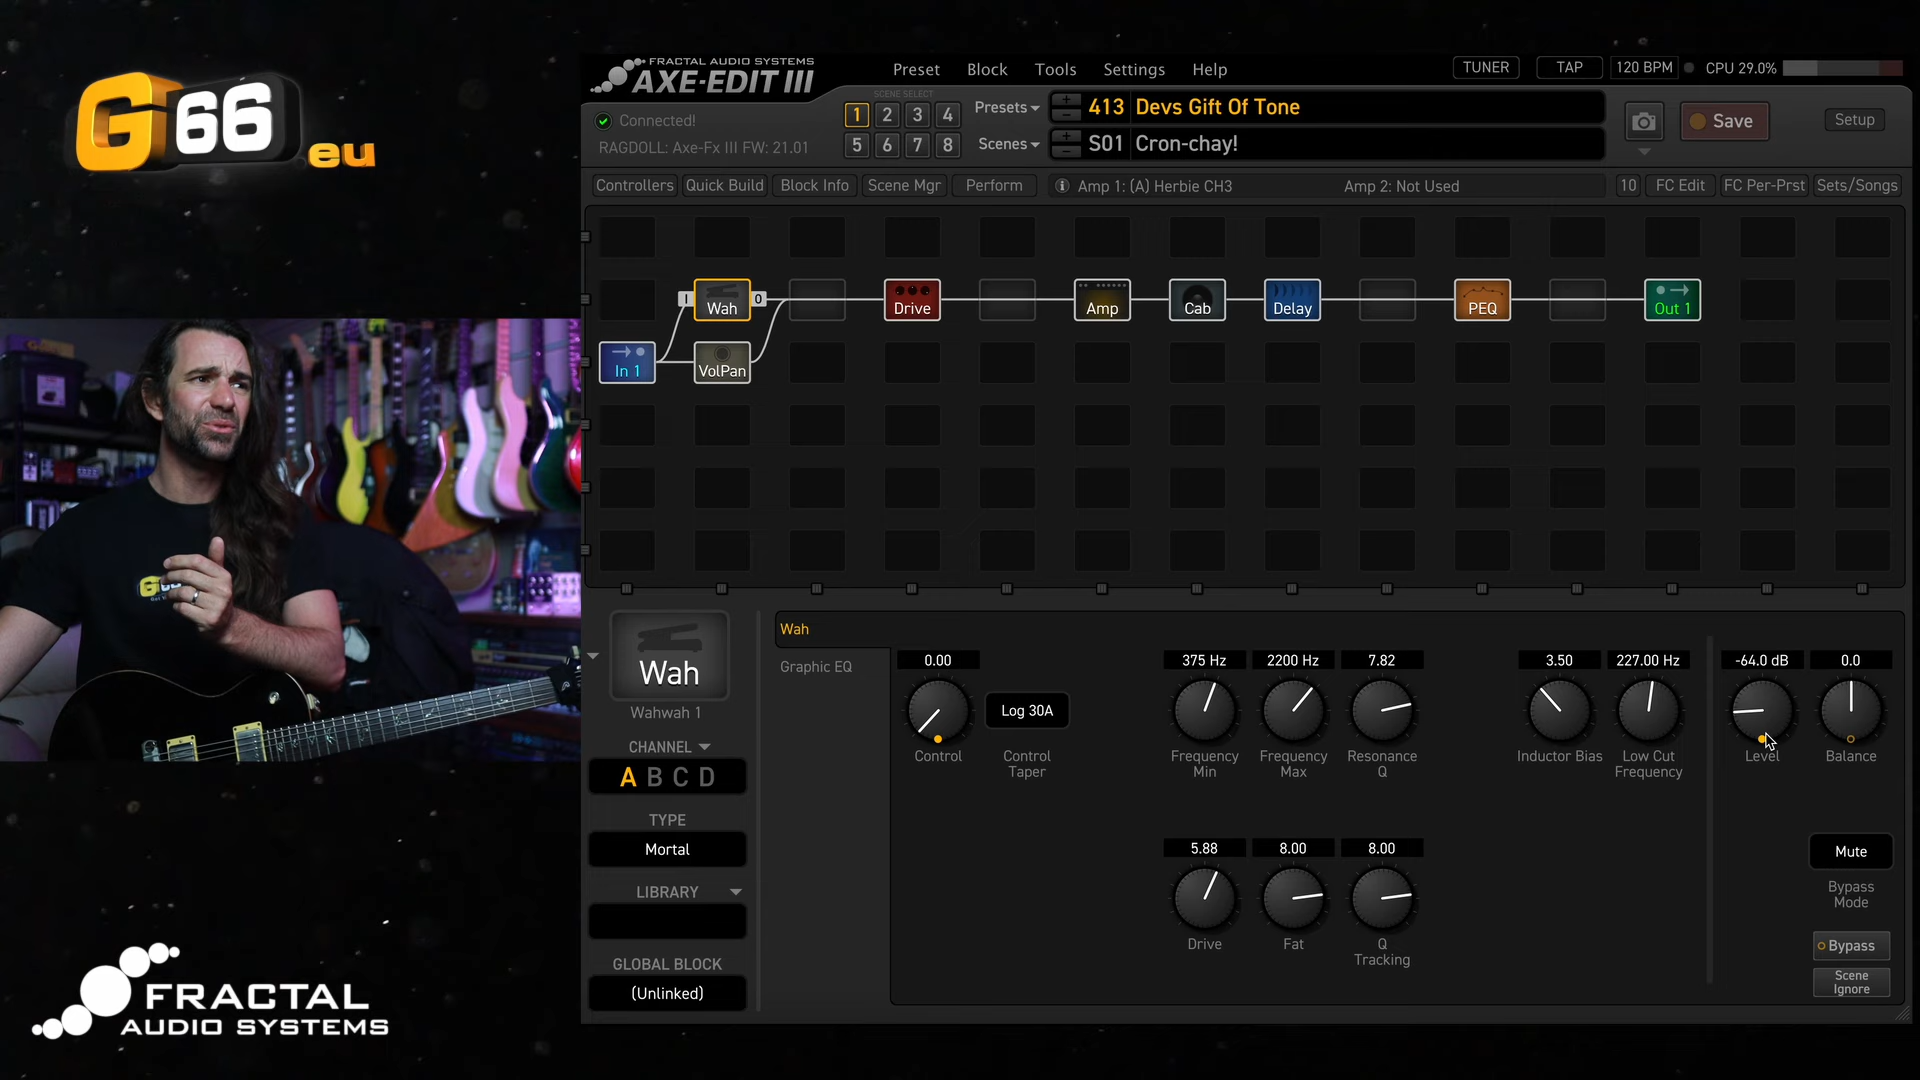 G66
eu
FRACTAL AUDIO SYSTEMS
AXE-EDIT III
Preset
Block
Tools
Settings
Help
TUNER
TAP
120 BPM
CPU 29.0%
Connected!
RAGDOLL: Axe-Fx III FW: 21.01
SCENE SELECT
1 2 3 4
5 6 7 8
Presets
413 Devs Gift Of Tone
Scenes
S01 Cron-chay!
Save
Setup
Controllers
Quick Build
Block Info
Scene Mgr
Perform
Amp 1: (A) Herbie CH3
Amp 2: Not Used
10
FC Edit
FC Per-Prst
Sets/Songs
I
Wah
O
Drive
Amp
Cab
Delay
PEQ
Out 1
In 1
VolPan
Wah
Wahwah 1
CHANNEL
A B C D
TYPE
Mortal
LIBRARY
GLOBAL BLOCK
(Unlinked)
Wah
Graphic EQ
0.00
Control
Log 30A
Control Taper
375 Hz
Frequency Min
2200 Hz
Frequency Max
7.82
Resonance Q
3.50
Inductor Bias
227.00 Hz
Low Cut Frequency
-64.0 dB
Level
0.0
Balance
5.88
Drive
8.00
Fat
8.00
Q Tracking
Mute
Bypass Mode
Bypass
Scene Ignore
FRACTAL
AUDIO SYSTEMS